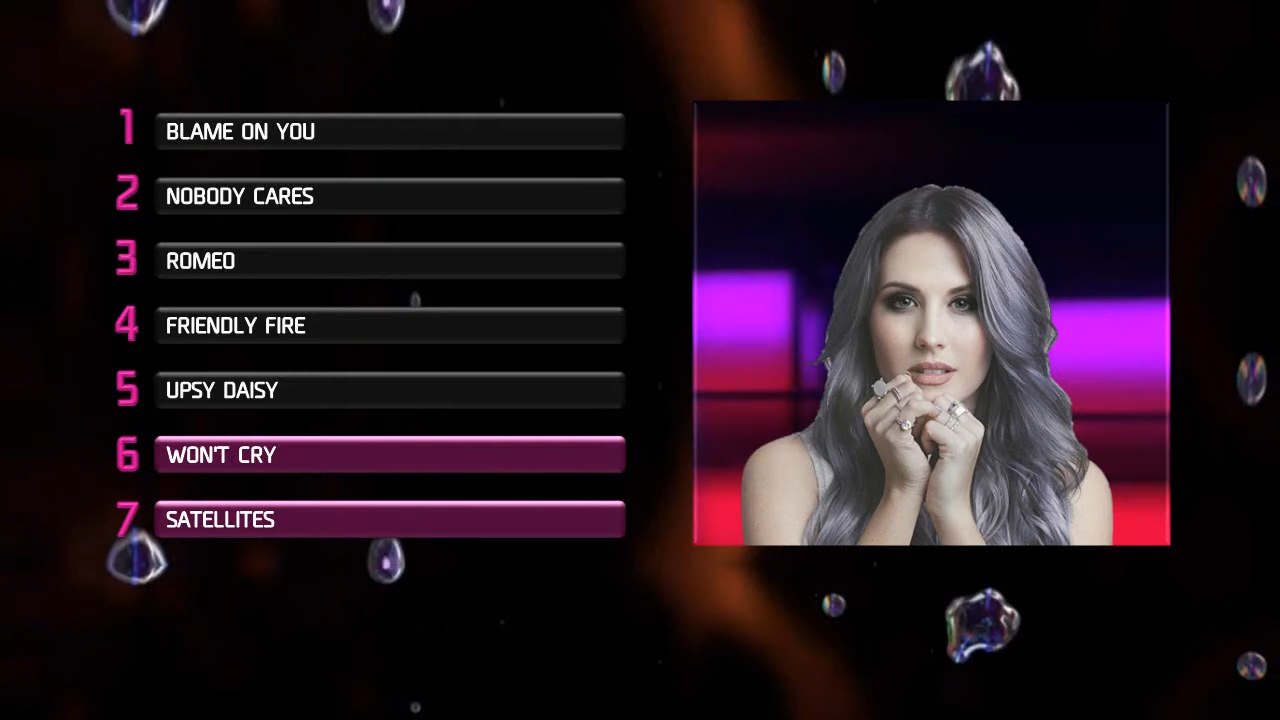 1 BLAME ON YOU
2 NOBODY CARES
3 ROMEO
4 FRIENDLY FIRE
5 UPSY DAISY
6 WON'T CRY
7 SATELLITES